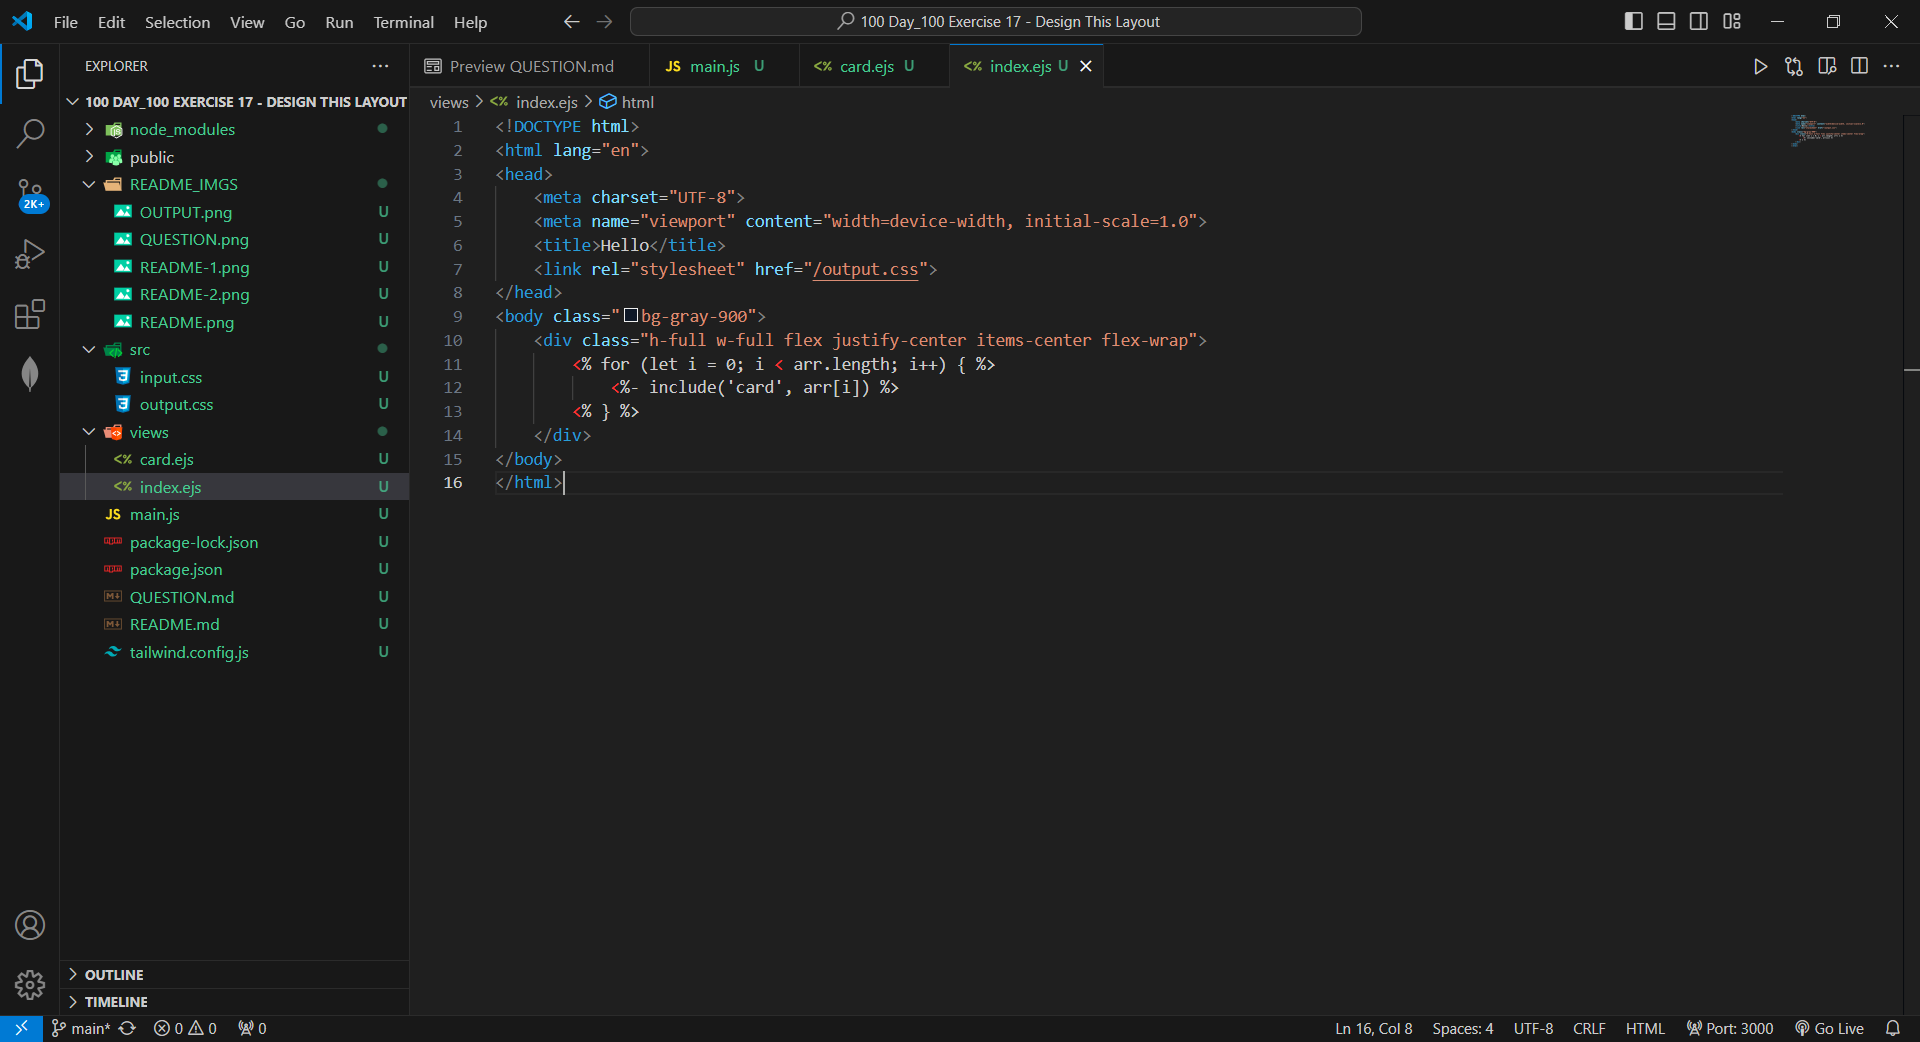 File Edit Selection View Go Run Terminal Help
100 Day_100 Exercise 17 - Design This Layout
EXPLORER
100 DAY_100 EXERCISE 17 - DESIGN THIS LAYOUT
node_modules
public
README_IMGS
OUTPUT.png U
QUESTION.png U
README-1.png U
README-2.png U
README.png U
src
input.css U
output.css U
views
card.ejs U
index.ejs U
JS main.js U
package-lock.json U
package.json U
QUESTION.md U
README.md U
tailwind.config.js U
OUTLINE
TIMELINE
2K+
Preview QUESTION.md
JS main.js U
<% card.ejs U
<% index.ejs U
views > <% index.ejs > html
1 <!DOCTYPE html>
2 <html lang="en">
3 <head>
4 <meta charset="UTF-8">
5 <meta name="viewport" content="width=device-width, initial-scale=1.0">
6 <title>Hello</title>
7 <link rel="stylesheet" href="/output.css">
8 </head>
9 <body class="bg-gray-900">
10 <div class="h-full w-full flex justify-center items-center flex-wrap">
11 <% for (let i = 0; i < arr.length; i++) { %>
12 <%- include('card', arr[i]) %>
13 <% } %>
14 </div>
15 </body>
16 </html>
main* 0 0 0
Ln 16, Col 8 Spaces: 4 UTF-8 CRLF HTML Port: 3000 Go Live